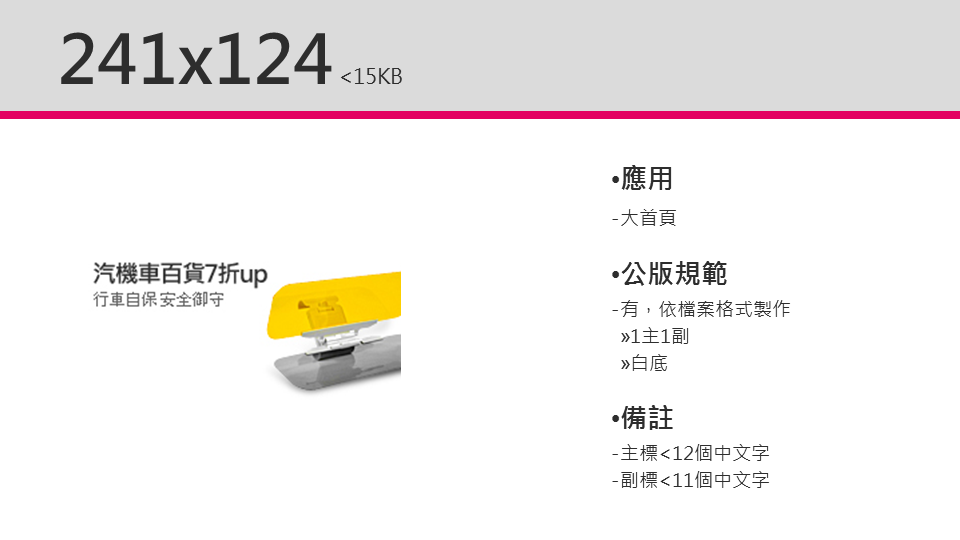 241x124 <15KB
汽機車百貨7折up
行車自保 安全御守
•應用
-大首頁
•公版規範
-有，依檔案格式製作
»1主1副
»白底
•備註
-主標<12個中文字
-副標<11個中文字